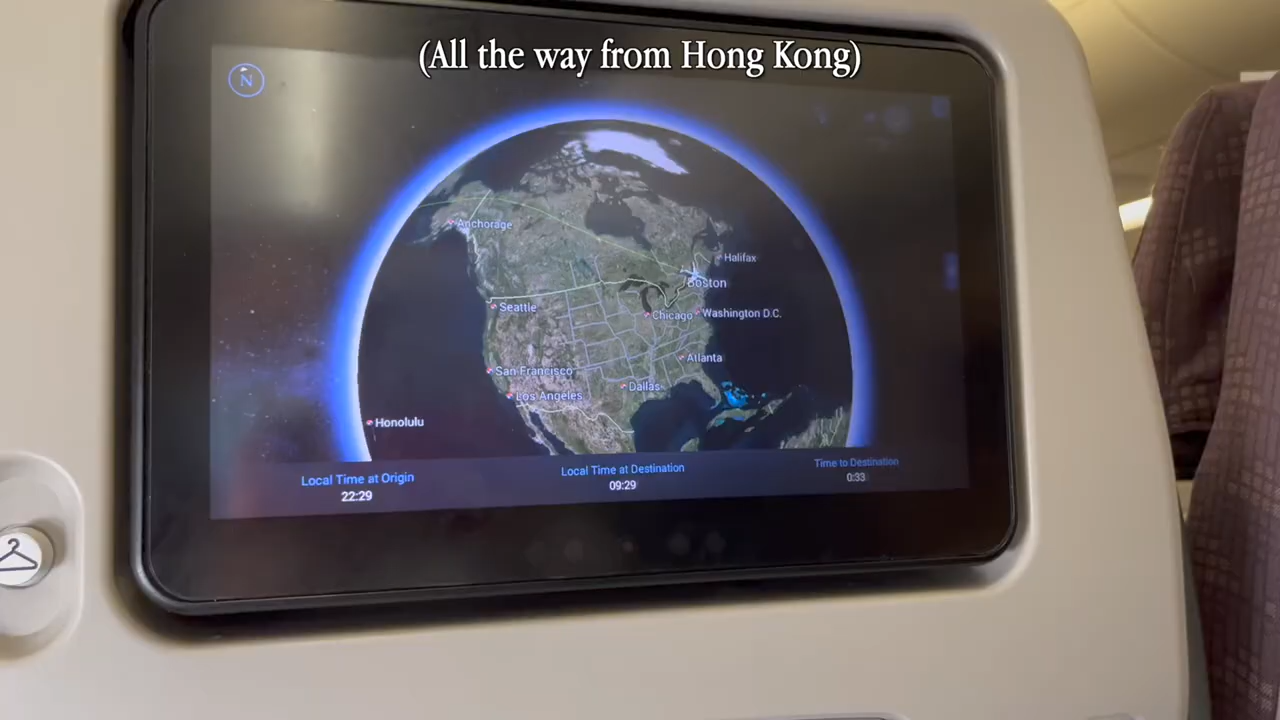 (All the way from Hong Kong)
N
Anchorage
Halifax
Boston
Seattle
Chicago
Washington D.C.
Atlanta
San Francisco
Dallas
Los Angeles
Honolulu
Local Time at Origin
22:29
Local Time at Destination
09:29
Time to Destination
0:33